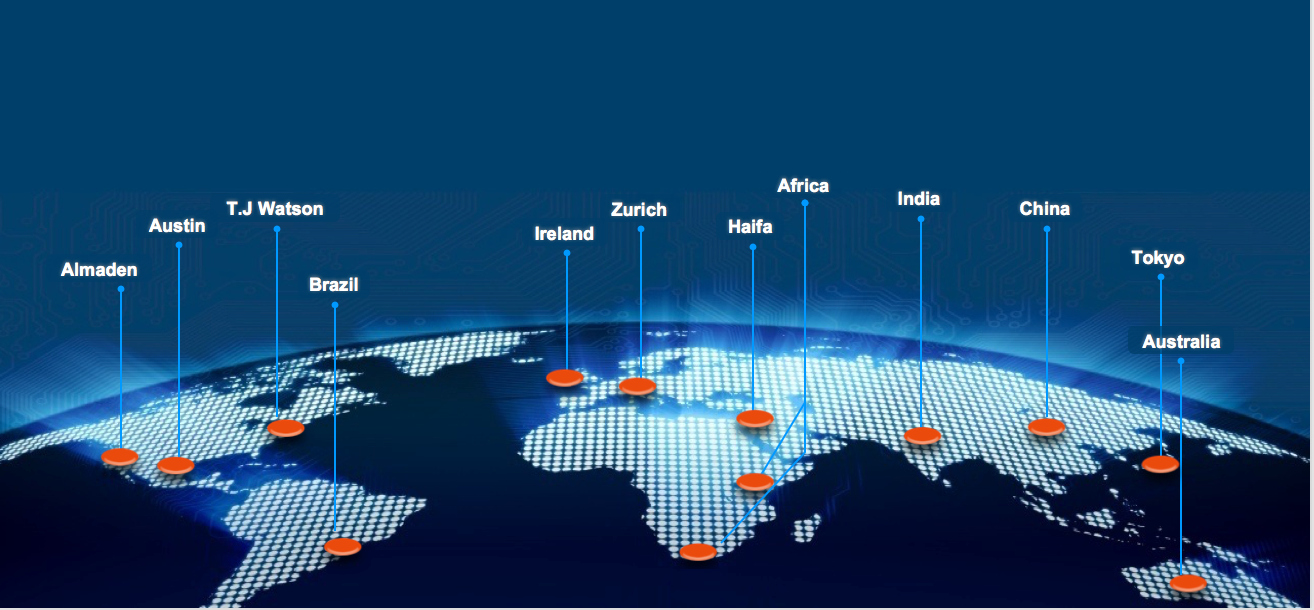 Almaden
Austin
T.J Watson
Brazil
Ireland
Zurich
Haifa
Africa
India
China
Tokyo
Australia